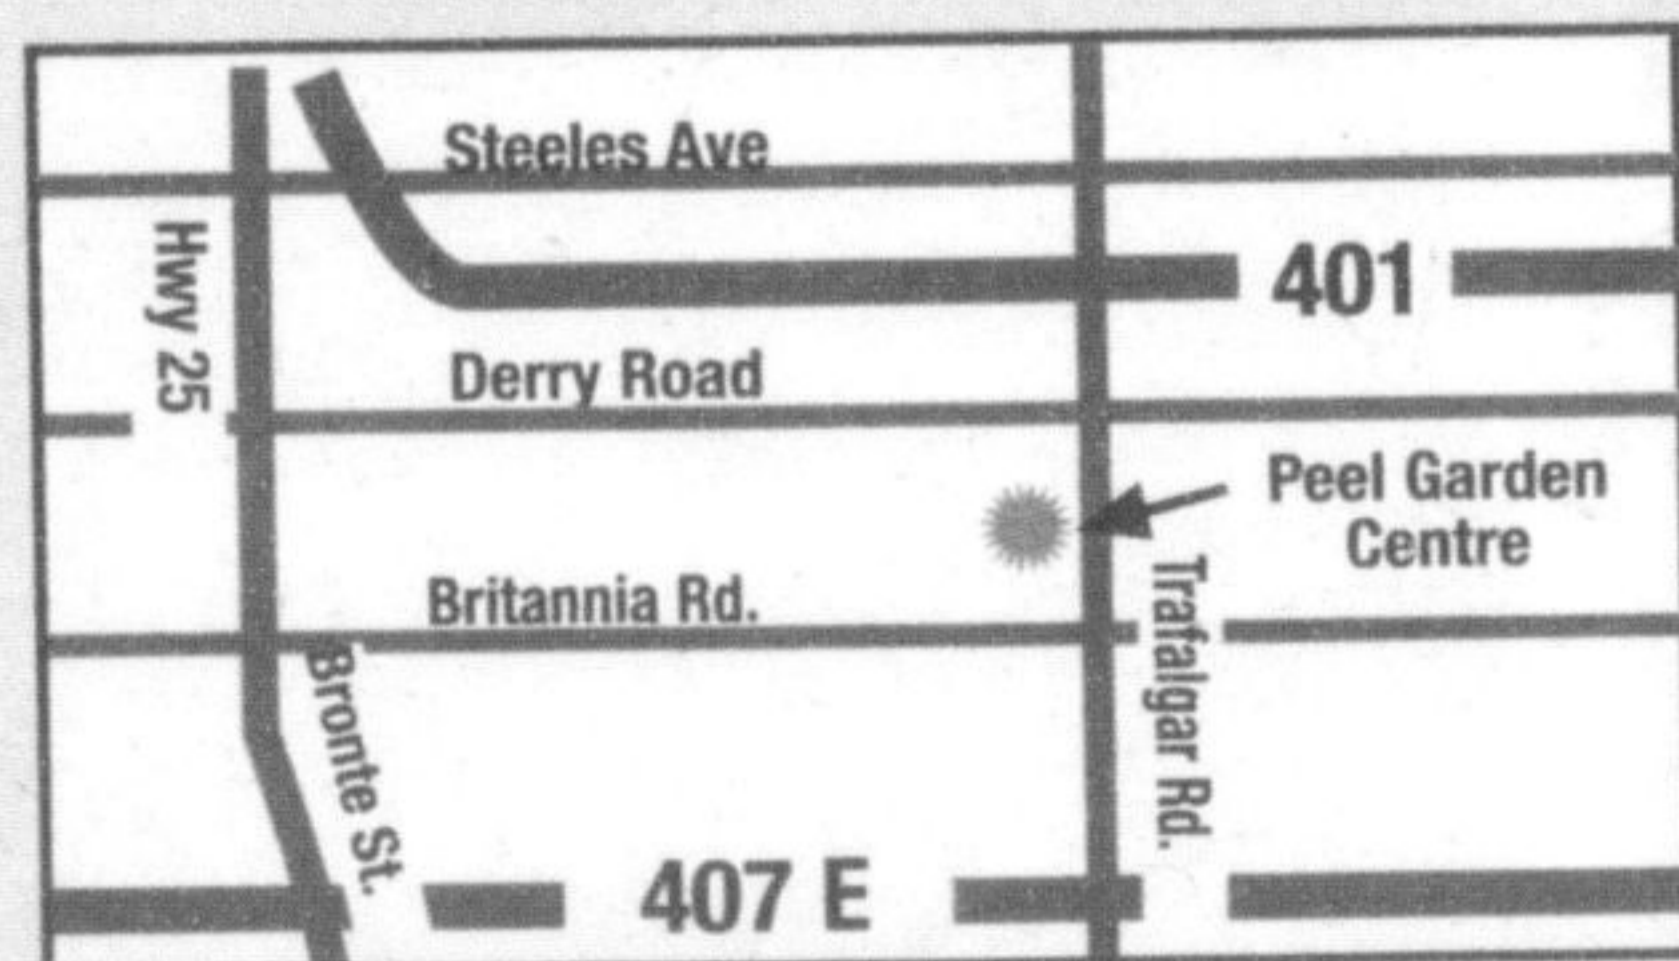 Steeles Ave
Hwy 25
401
Derry Road
Peel Garden
Centre
Britannia Rd.
Trafalgar Rd.
Bronte St.
407 E